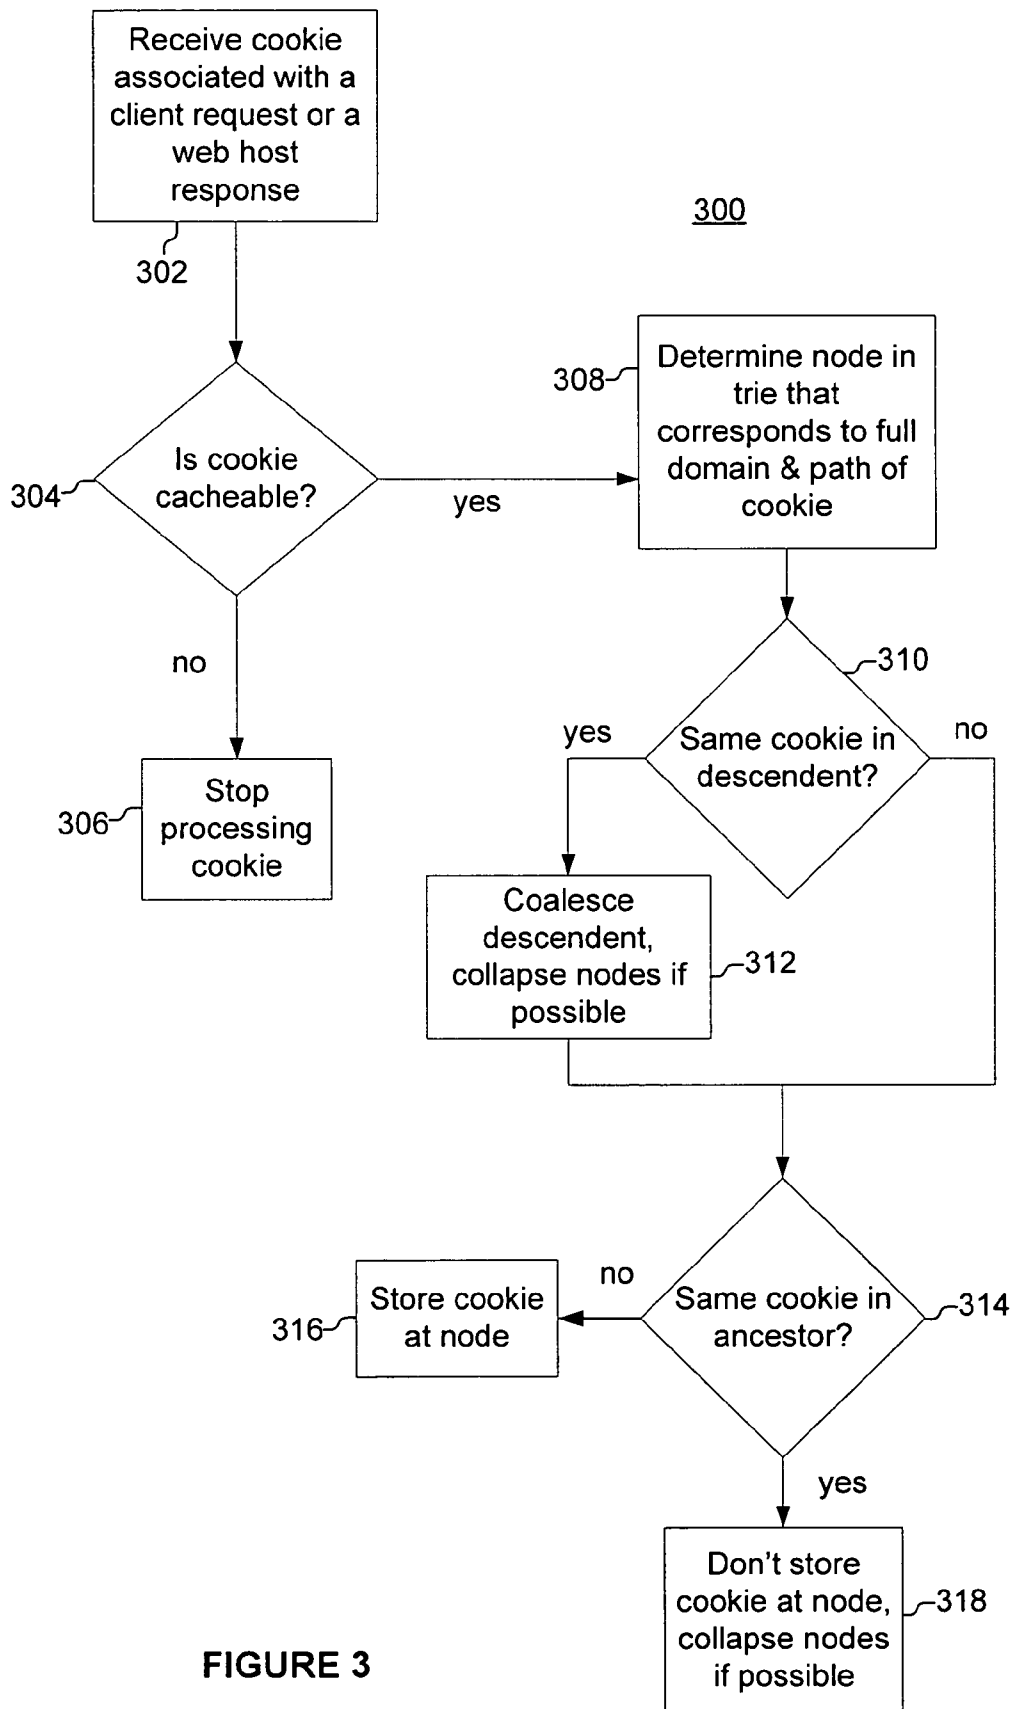 Receive cookie
associated with a
client request or a
web host
response
302
300
Is cookie
cacheable?
304
yes
no
Stop
processing
cookie
306
Determine node in
trie that
corresponds to full
domain & path of
cookie
308
Same cookie in
descendent?
310
yes
no
Coalesce
descendent,
collapse nodes if
possible
312
Same cookie in
ancestor?
314
no
Store cookie
at node
316
yes
Don't store
cookie at node,
collapse nodes
if possible
318
FIGURE 3